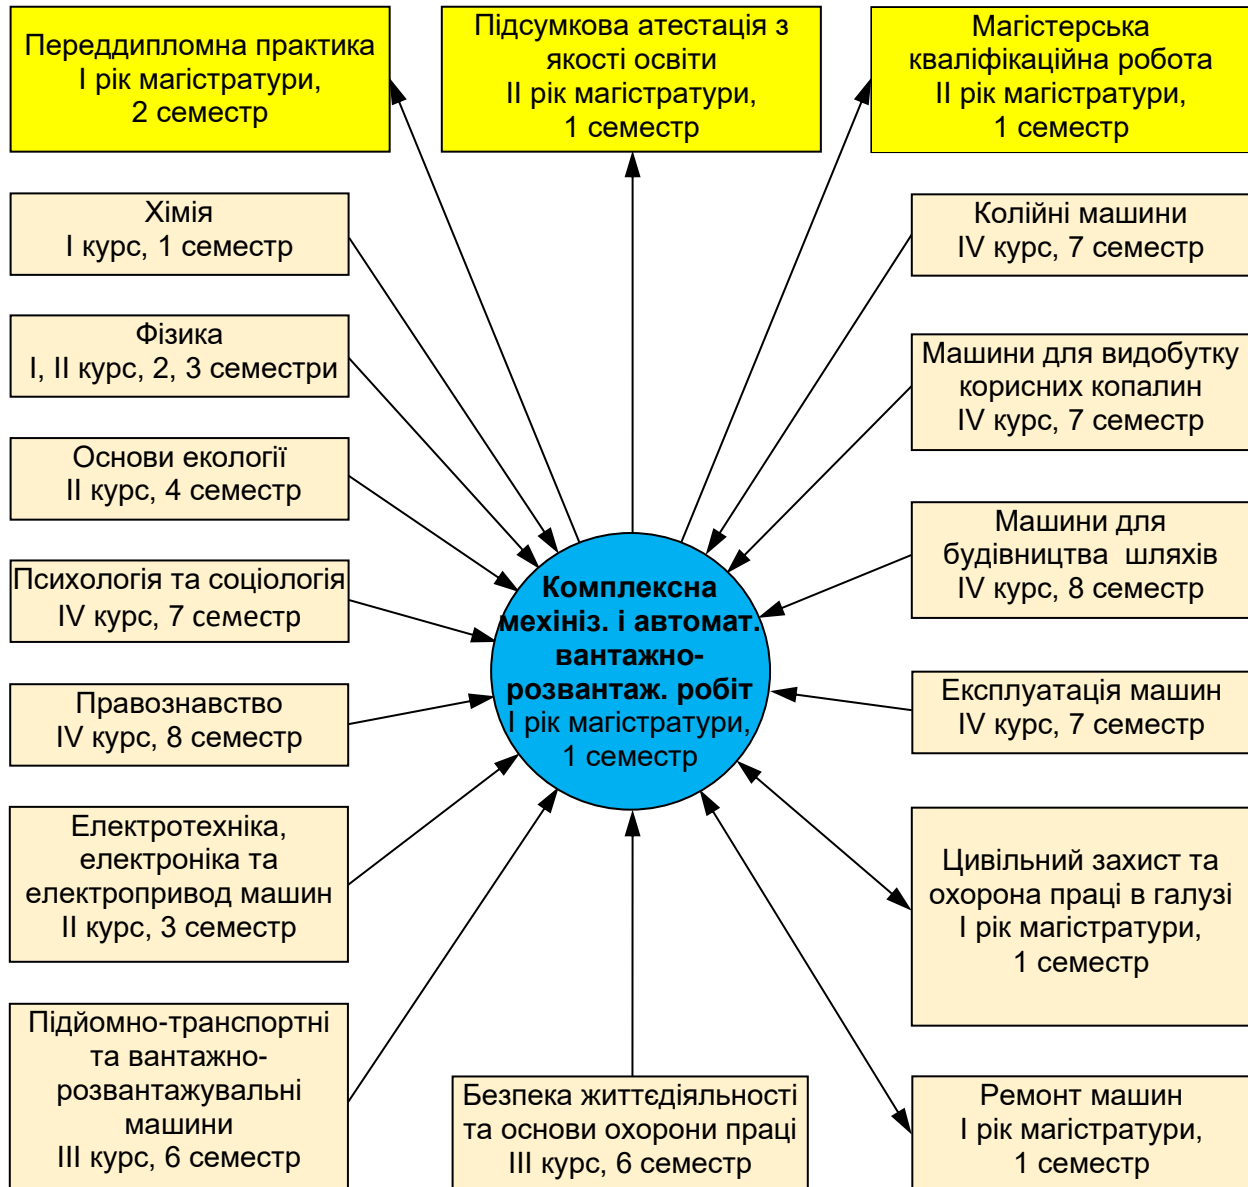 Переддипломна практика
І рік магістратури,
2 семестр
Підсумкова атестація з
якості освіти
ІІ рік магістратури,
1 семестр
Магістерська
кваліфікаційна робота
ІІ рік магістратури,
1 семестр
Хімія
І курс, 1 семестр
Фізика
І, ІІ курс, 2, 3 семестри
Основи екології
ІІ курс, 4 семестр
Психологія та соціологія
IV курс, 7 семестр
Правознавство
IV курс, 8 семестр
Електротехніка,
електроніка та
електропривод машин
ІІ курс, 3 семестр
Підйомно-транспортні
та вантажно-
розвантажувальні
машини
ІІІ курс, 6 семестр
Комплексна
мехініз. і автомат.
вантажно-
розвантаж. робіт
І рік магістратури,
1 семестр
Безпека життєдіяльності
та основи охорони праці
ІІІ курс, 6 семестр
Колійні машини
IV курс, 7 семестр
Машини для видобутку
корисних копалин
IV курс, 7 семестр
Машини для
будівництва шляхів
IV курс, 8 семестр
Експлуатація машин
IV курс, 7 семестр
Цивільний захист та
охорона праці в галузі
І рік магістратури,
1 семестр
Ремонт машин
І рік магістратури,
1 семестр